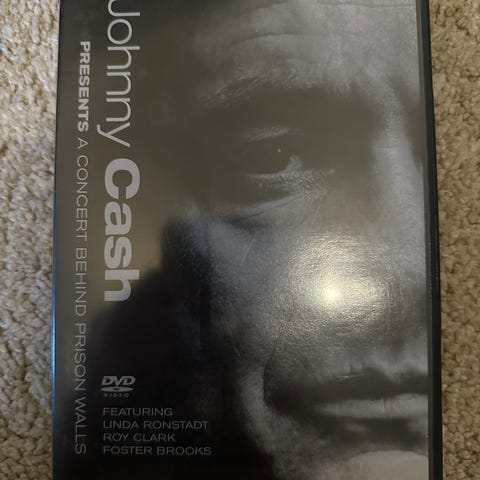 Johnny Cash
PRESENTS A CONCERT BEHIND PRISON WALLS
DVD
VIDEO
FEATURING
LINDA RONSTADT
ROY CLARK
FOSTER BROOKS